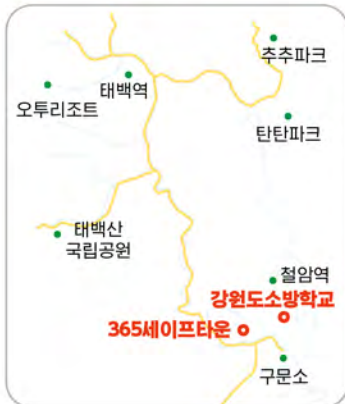 추추파크
태백역
오투리조트
탄탄파크
태백산
국립공원
철암역
강원도소방학교
365세이프타운
구문소